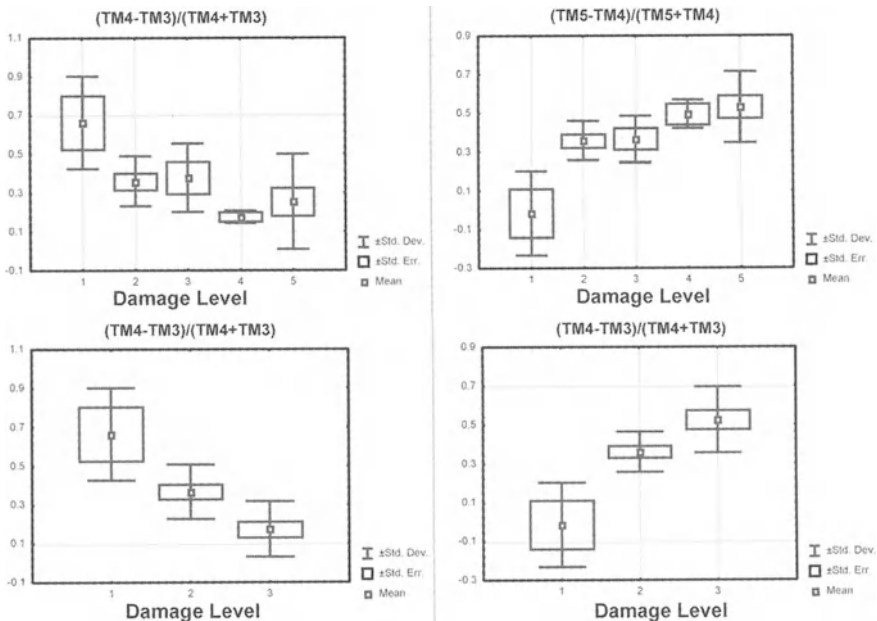 (TM4-TM3)/(TM4+TM3)
1.1
0.9
0.7
0.5
0.3
0.1
-0.1
1 2 3 4 5
Damage Level
±Std. Dev.
±Std. Err.
Mean
(TM5-TM4)/(TM5+TM4)
0.9
0.7
0.5
0.3
0.1
-0.1
-0.3
1 2 3 4 5
Damage Level
±Std. Dev.
±Std. Err.
Mean
(TM4-TM3)/(TM4+TM3)
1.1
0.9
0.7
0.5
0.3
0.1
-0.1
1 2 3
Damage Level
±Std. Dev.
±Std. Err.
Mean
(TM4-TM3)/(TM4+TM3)
0.9
0.7
0.5
0.3
0.1
-0.1
-0.3
1 2 3
Damage Level
±Std. Dev.
±Std. Err.
Mean